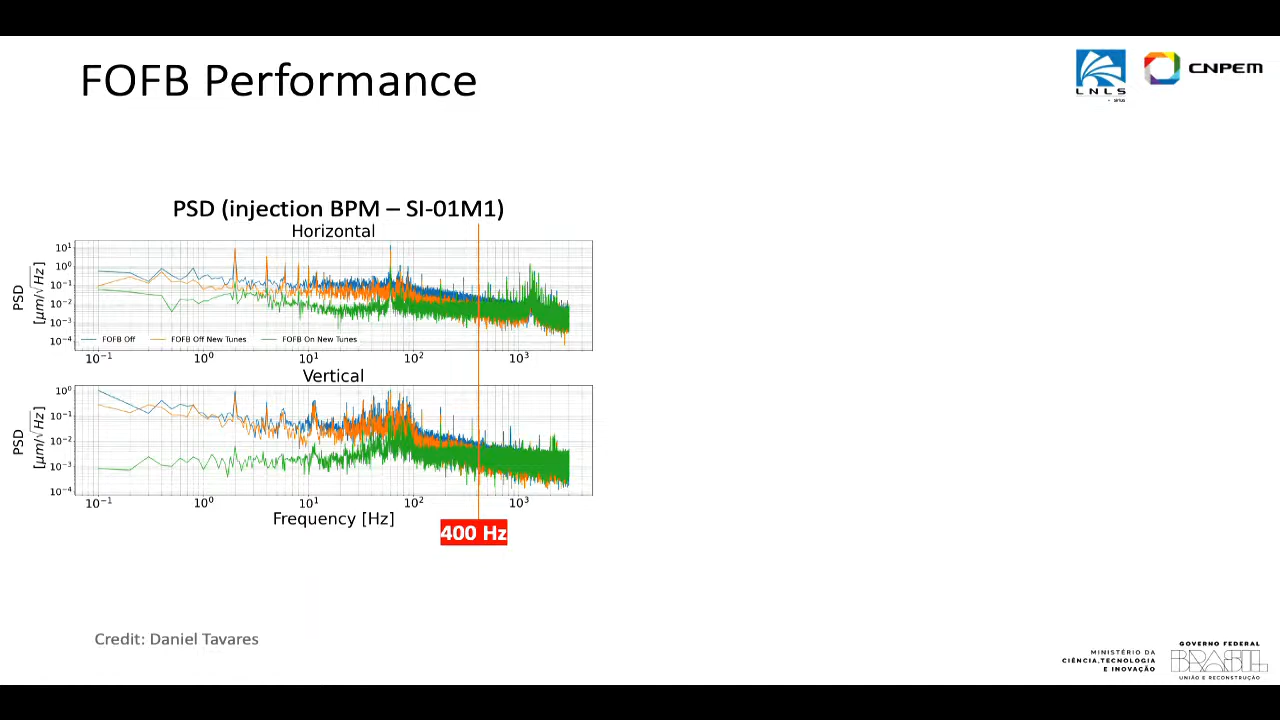 FOFB Performance
LNLS
CNPEM
PSD (injection BPM – SI-01M1)
Horizontal
10¹
10⁰
10⁻¹
10⁻²
10⁻³
10⁻⁴
PSD
[μm/√Hz]
FOFB Off FOFB Off New Tunes FOFB On New Tunes
10⁻¹ 10⁰ 10¹ 10² 10³
Vertical
10⁰
10⁻¹
10⁻²
10⁻³
10⁻⁴
PSD
[μm/√Hz]
10⁻¹ 10⁰ 10¹ 10² 10³
Frequency [Hz]
400 Hz
Credit: Daniel Tavares
MINISTÉRIO DA
CIÊNCIA, TECNOLOGIA
E INOVAÇÃO
GOVERNO FEDERAL
BRASIL
UNIÃO E RECONSTRUÇÃO